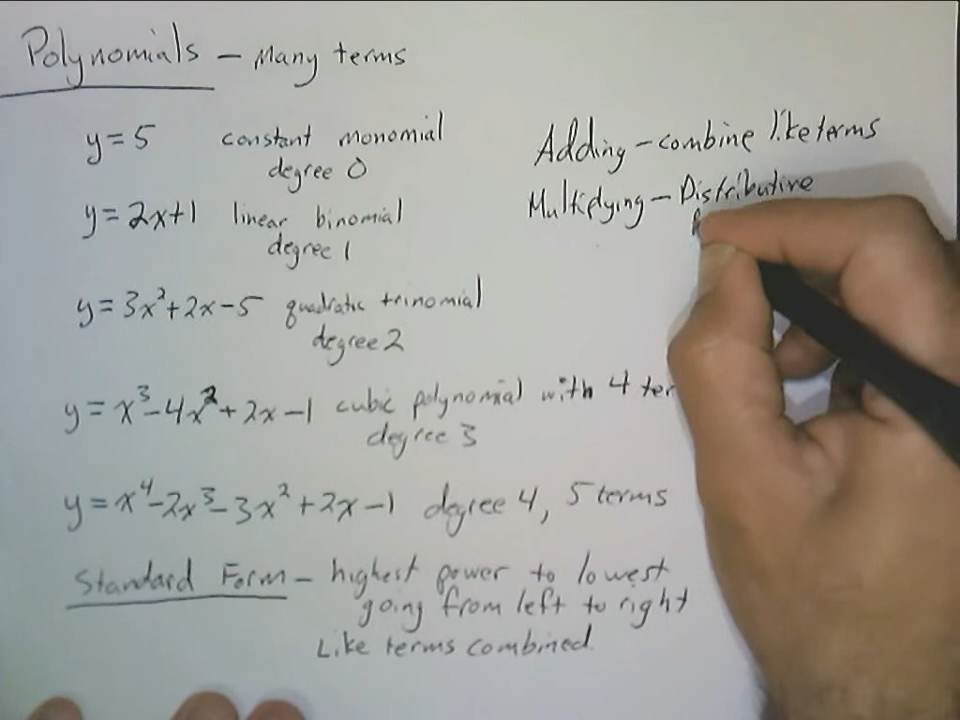 Polynomials - Many terms
y = 5 constant monomial
degree 0
y = 2x+1 linear binomial
degree 1
y = 3x²+2x-5 quadratic trinomial
degree 2
y = x³-4x²+2x-1 cubic polynomial with 4 ter
degree 3
y = x⁴-2x³-3x²+2x-1 degree 4, 5 terms
Standard Form - highest power to lowest
going from left to right
Like terms combined.
Adding - combine like terms
Multiplying - Distributive